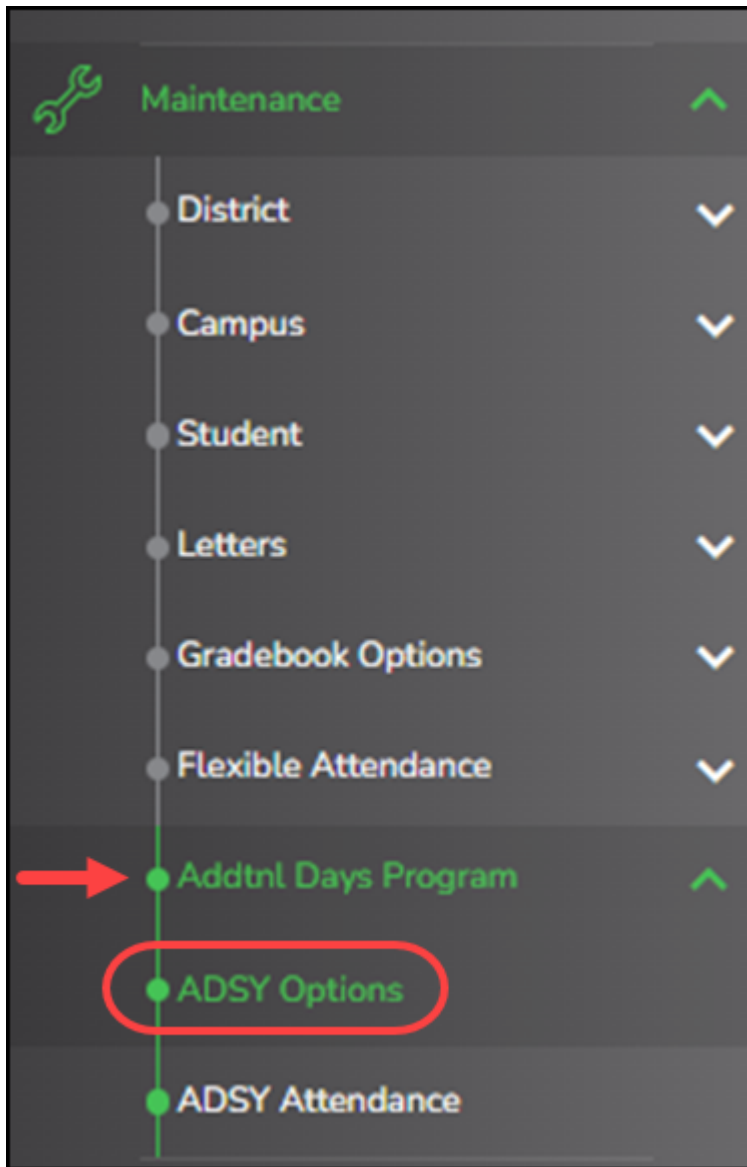 Maintenance
District
Campus
Student
Letters
Gradebook Options
Flexible Attendance
Addtnl Days Program
ADSY Options
ADSY Attendance